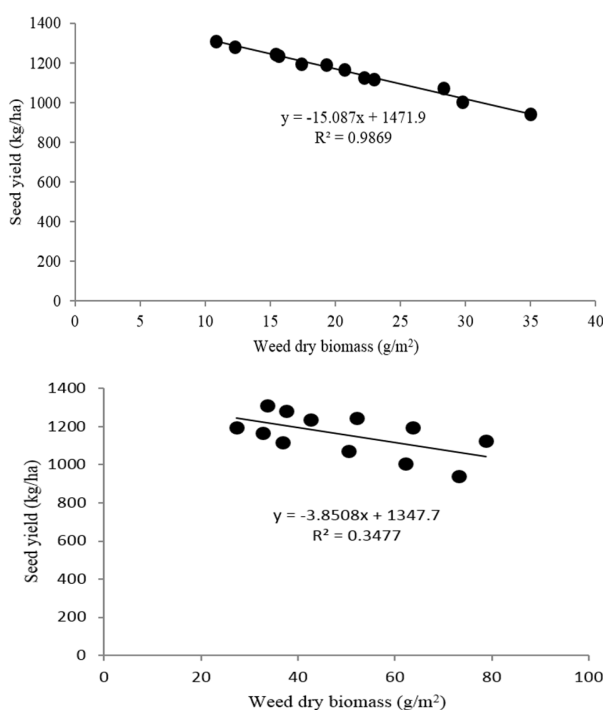 1400
1200
1000
800
600
400
200
0
Seed yield (kg/ha)
y = -15.087x + 1471.9
R² = 0.9869
0 5 10 15 20 25 30 35 40
Weed dry biomass (g/m²)
1400
1200
1000
800
600
400
200
0
Seed yield (kg/ha)
y = -3.8508x + 1347.7
R² = 0.3477
0 20 40 60 80 100
Weed dry biomass (g/m²)